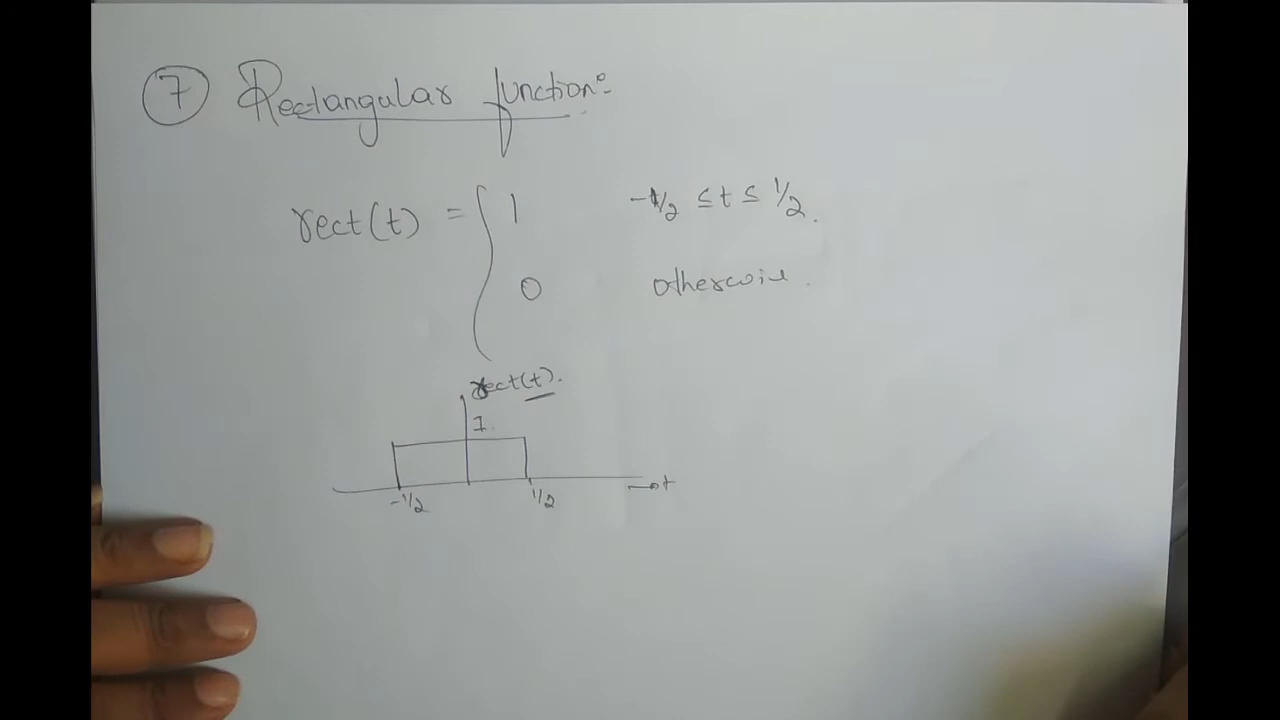 7 Rectangular function:-
rect(t) = { 1 -1/2 ≤ t ≤ 1/2.
0 otherwise.
rect(t).
1.
-1/2 1/2 → t